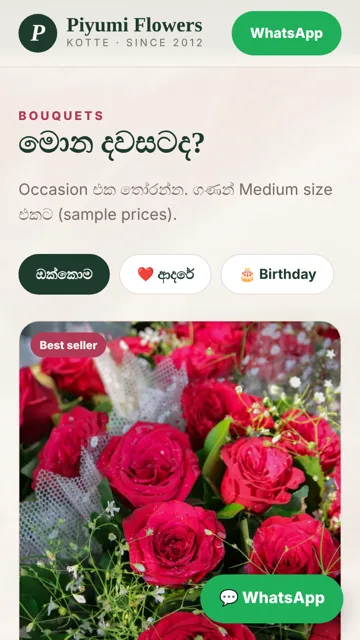 P
Piyumi Flowers
KOTTE · SINCE 2012
WhatsApp
BOUQUETS
මොන දවසටද?
Occasion එක තෝරන්න. ගණන් Medium size
එකට (sample prices).
ඔක්කොම
❤️ ආදරේ
🎂 Birthday
Best seller
💬 WhatsApp